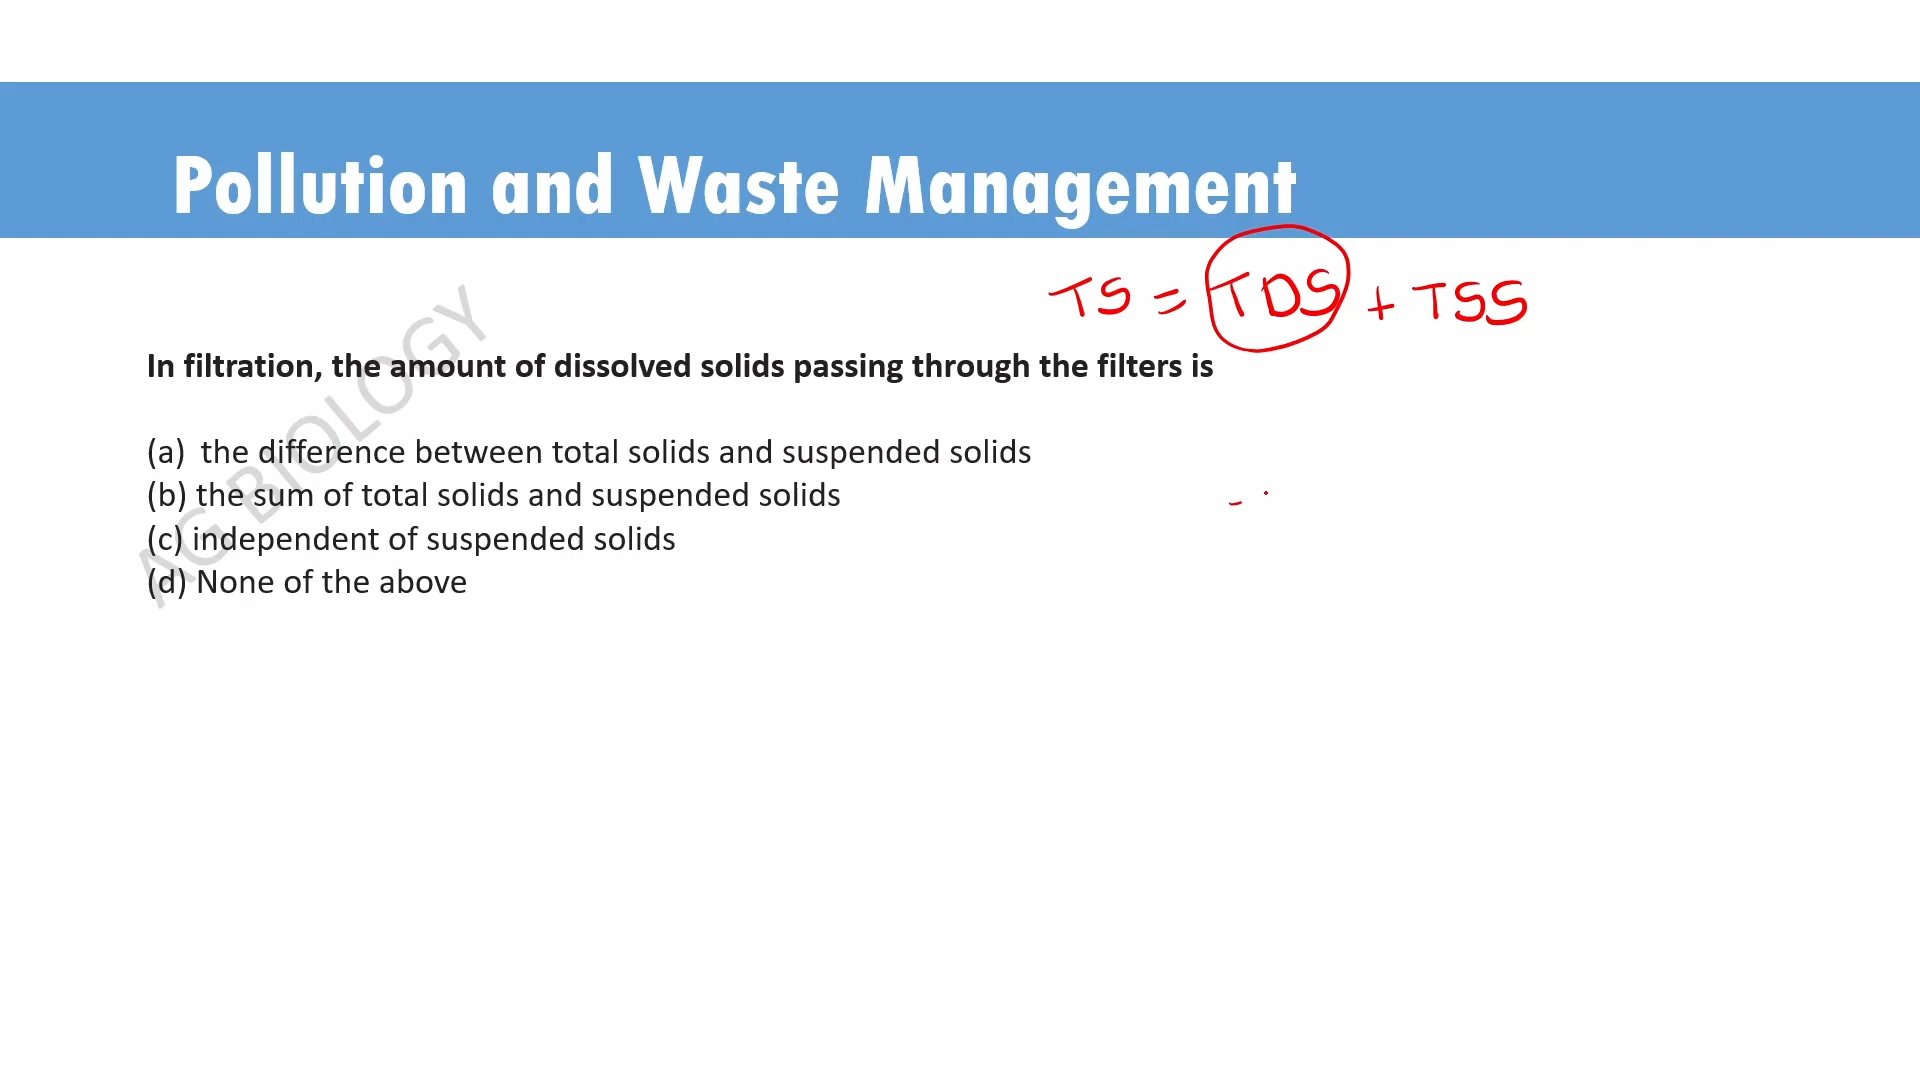 Pollution and Waste Management
TS = TDS + TSS
In filtration, the amount of dissolved solids passing through the filters is
(a) the difference between total solids and suspended solids
(b) the sum of total solids and suspended solids
(c) independent of suspended solids
(d) None of the above
AG BIOLOGY